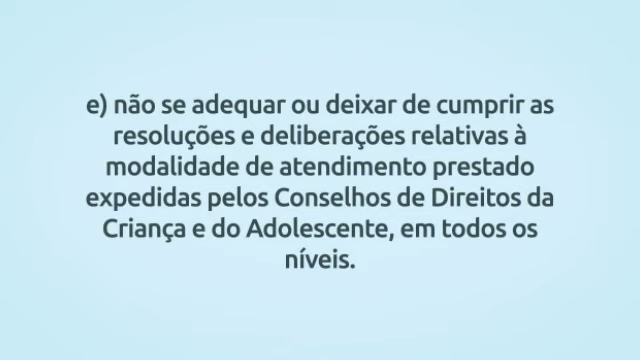 e) não se adequar ou deixar de cumprir as
resoluções e deliberações relativas à
modalidade de atendimento prestado
expedidas pelos Conselhos de Direitos da
Criança e do Adolescente, em todos os
níveis.